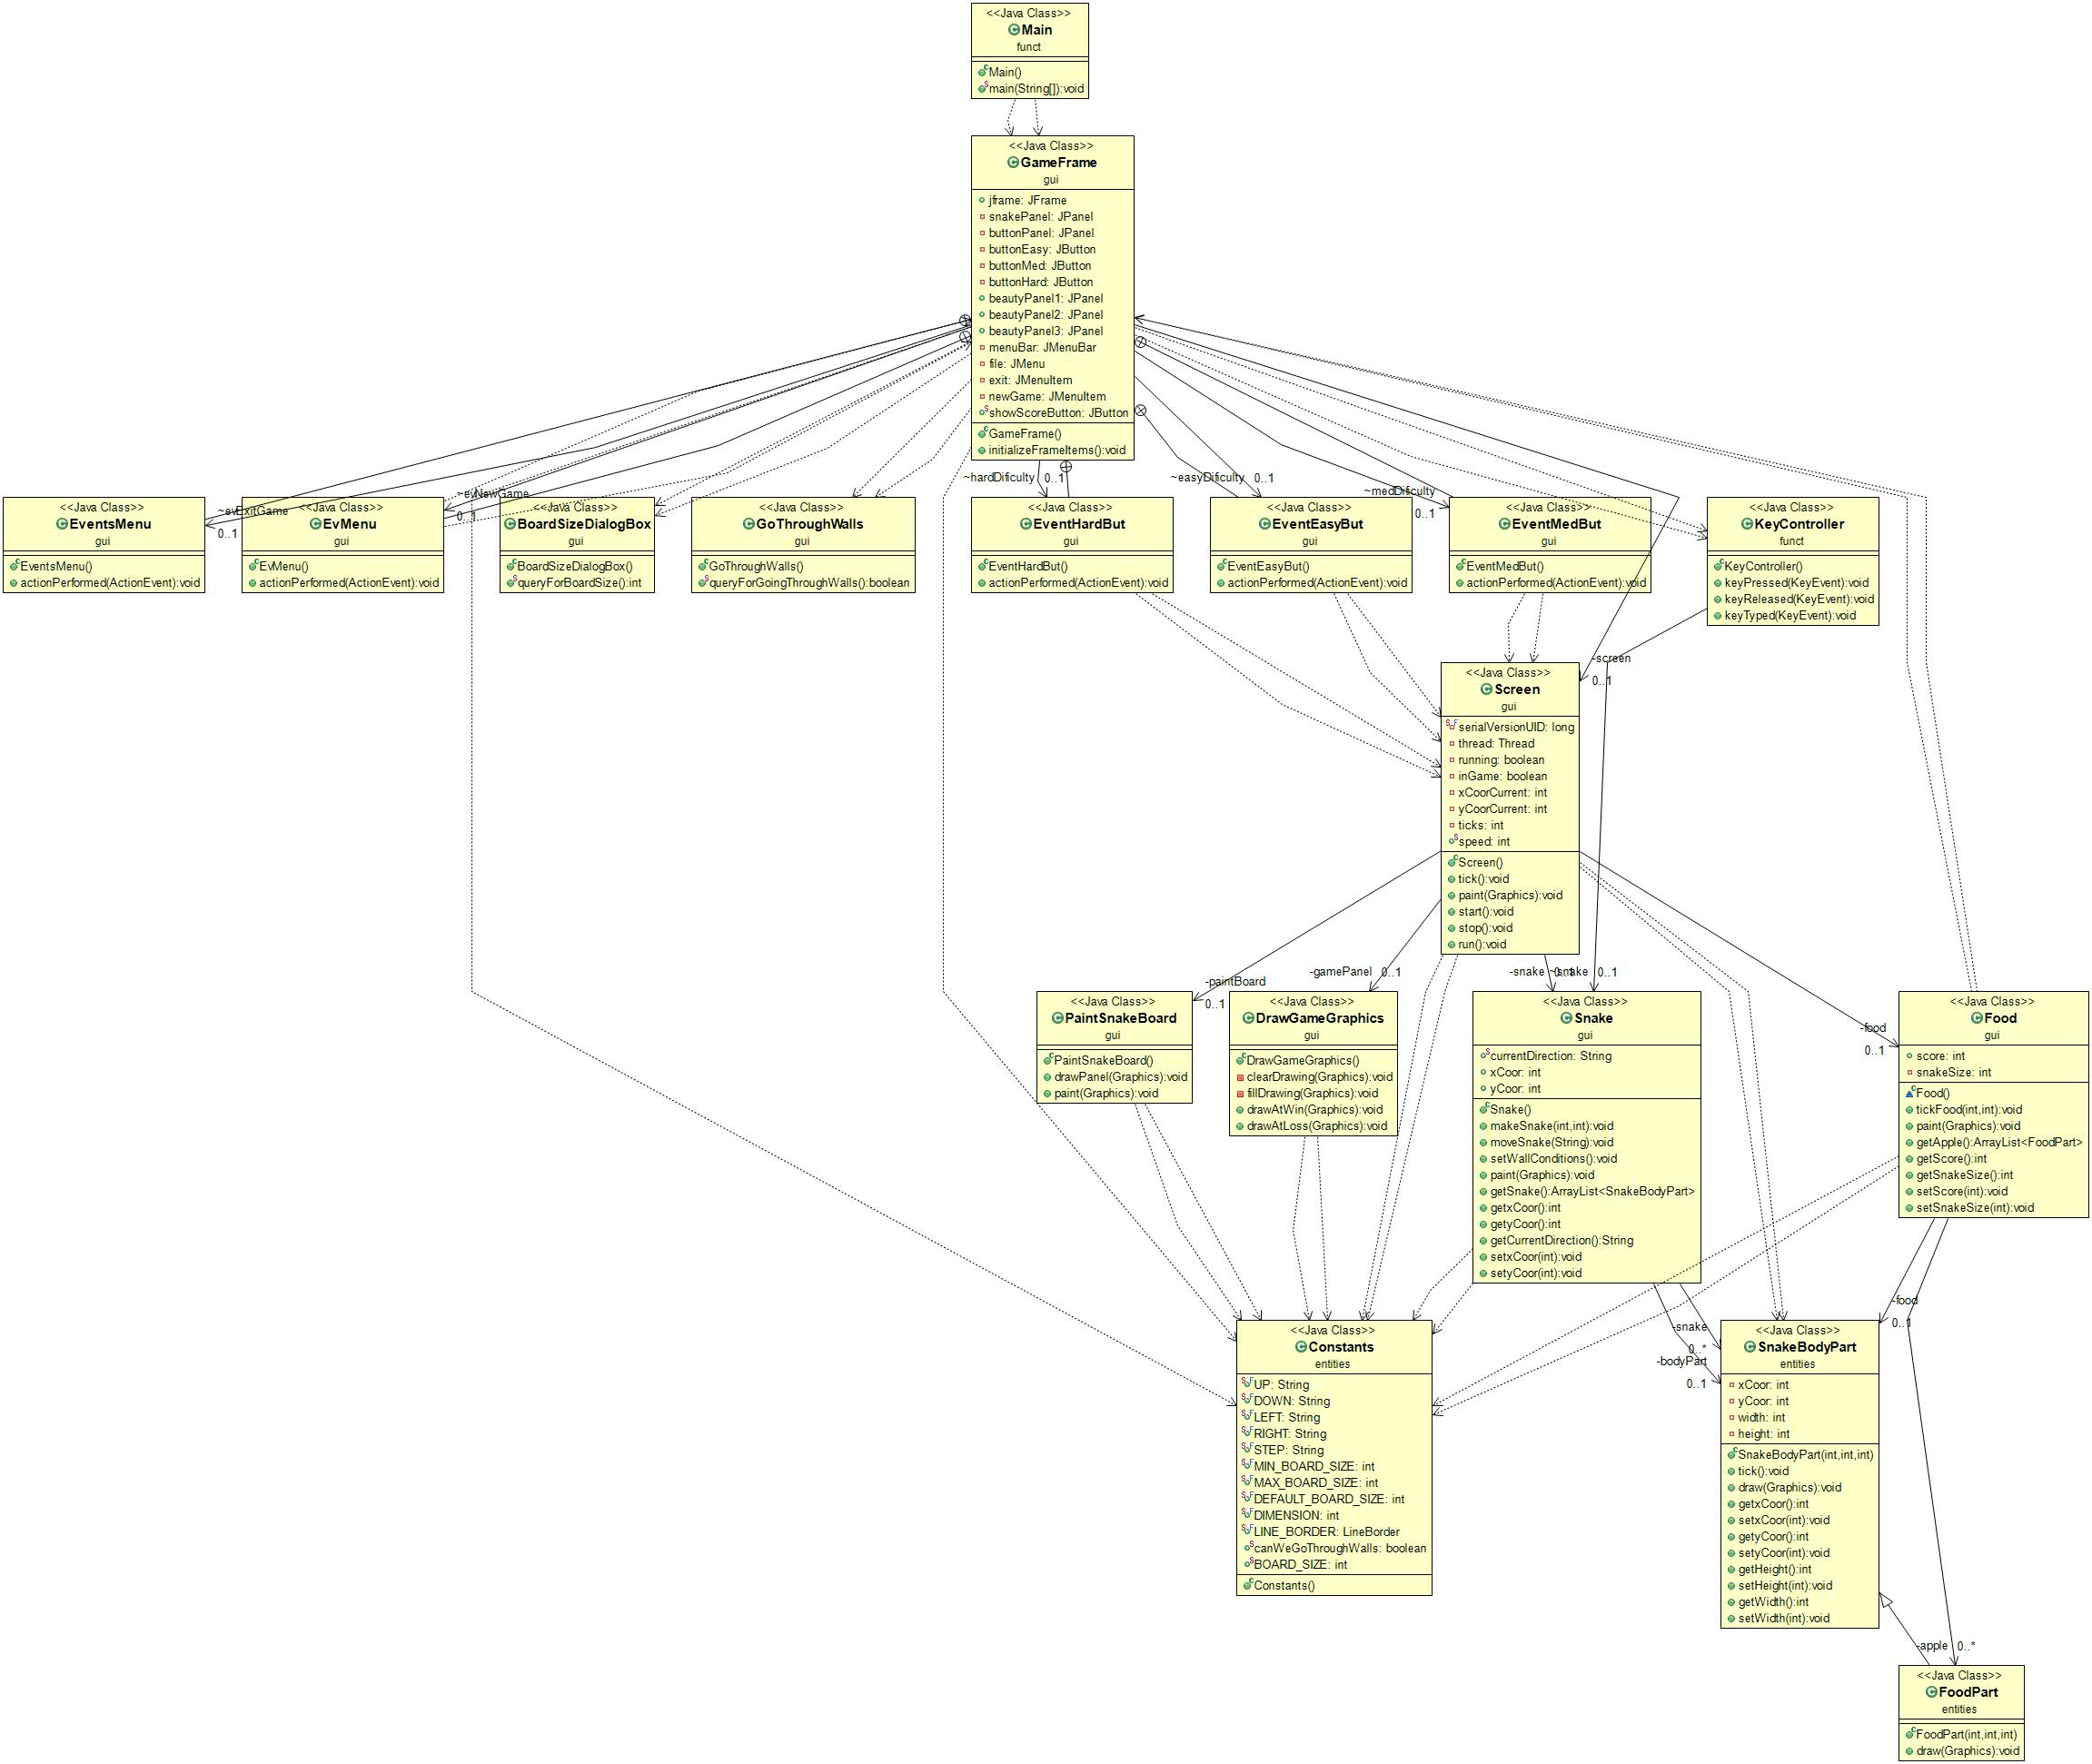 <<Java Class>>
Main
funct
Main()
main(String[]):void
<<Java Class>>
GameFrame
gui
jframe: JFrame
snakePanel: JPanel
buttonPanel: JPanel
buttonEasy: JButton
buttonMed: JButton
buttonHard: JButton
beautyPanel1: JPanel
beautyPanel2: JPanel
beautyPanel3: JPanel
menuBar: JMenuBar
file: JMenu
exit: JMenuItem
newGame: JMenuItem
showScoreButton: JButton
GameFrame()
initializeFrameItems():void
~evExitGame
0..1
~evNewGame
0..1
~hardDificulty
0..1
~easyDificulty
0..1
~medDificulty
0..1
<<Java Class>>
EventsMenu
gui
EventsMenu()
actionPerformed(ActionEvent):void
<<Java Class>>
EvMenu
gui
EvMenu()
actionPerformed(ActionEvent):void
<<Java Class>>
BoardSizeDialogBox
gui
BoardSizeDialogBox()
queryForBoardSize():int
<<Java Class>>
GoThroughWalls
gui
GoThroughWalls()
queryForGoingThroughWalls():boolean
<<Java Class>>
EventHardBut
gui
EventHardBut()
actionPerformed(ActionEvent):void
<<Java Class>>
EventEasyBut
gui
EventEasyBut()
actionPerformed(ActionEvent):void
<<Java Class>>
EventMedBut
gui
EventMedBut()
actionPerformed(ActionEvent):void
<<Java Class>>
KeyController
funct
KeyController()
keyPressed(KeyEvent):void
keyReleased(KeyEvent):void
keyTyped(KeyEvent):void
-screen
0..1
<<Java Class>>
Screen
gui
serialVersionUID: long
thread: Thread
running: boolean
inGame: boolean
xCoorCurrent: int
yCoorCurrent: int
ticks: int
speed: int
Screen()
tick():void
paint(Graphics):void
start():void
stop():void
run():void
-paintBoard
0..1
-gamePanel
0..1
-snake
0..1
~snake
0..1
-food
0..1
<<Java Class>>
PaintSnakeBoard
gui
PaintSnakeBoard()
drawPanel(Graphics):void
paint(Graphics):void
<<Java Class>>
DrawGameGraphics
gui
DrawGameGraphics()
clearDrawing(Graphics):void
fillDrawing(Graphics):void
drawAtWin(Graphics):void
drawAtLoss(Graphics):void
<<Java Class>>
Snake
gui
currentDirection: String
xCoor: int
yCoor: int
Snake()
makeSnake(int,int):void
moveSnake(String):void
setWallConditions():void
paint(Graphics):void
getSnake():ArrayList<SnakeBodyPart>
getxCoor():int
getyCoor():int
getCurrentDirection():String
setxCoor(int):void
setyCoor(int):void
<<Java Class>>
Food
gui
score: int
snakeSize: int
Food()
tickFood(int,int):void
paint(Graphics):void
getApple():ArrayList<FoodPart>
getScore():int
getSnakeSize():int
setScore(int):void
setSnakeSize(int):void
-snake
0..*
-bodyPart
0..1
-food
0..1
<<Java Class>>
Constants
entities
UP: String
DOWN: String
LEFT: String
RIGHT: String
STEP: String
MIN_BOARD_SIZE: int
MAX_BOARD_SIZE: int
DEFAULT_BOARD_SIZE: int
DIMENSION: int
LINE_BORDER: LineBorder
canWeGoThroughWalls: boolean
BOARD_SIZE: int
Constants()
<<Java Class>>
SnakeBodyPart
entities
xCoor: int
yCoor: int
width: int
height: int
SnakeBodyPart(int,int,int)
tick():void
draw(Graphics):void
getxCoor():int
setxCoor(int):void
getyCoor():int
setyCoor(int):void
getHeight():int
setHeight(int):void
getWidth():int
setWidth(int):void
-apple
0..*
<<Java Class>>
FoodPart
entities
FoodPart(int,int,int)
draw(Graphics):void